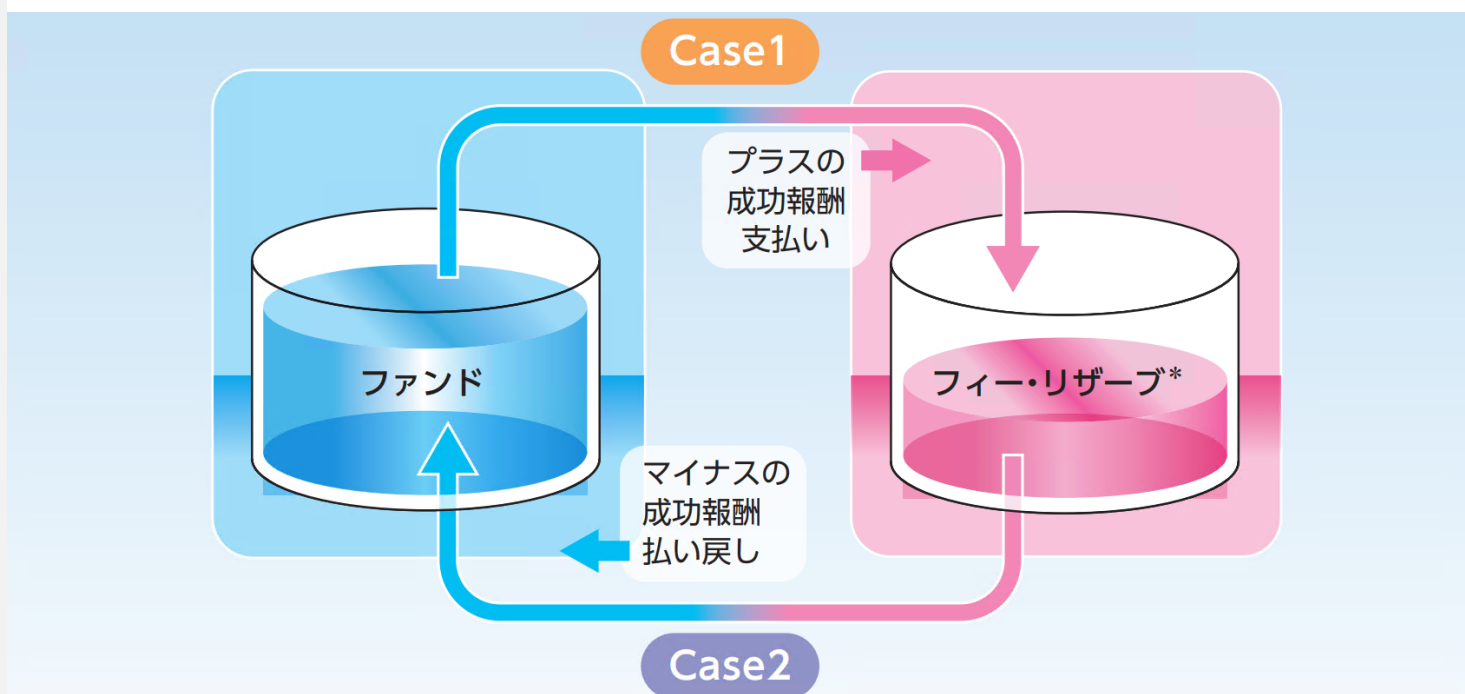 Case1
プラスの
成功報酬
支払い
ファンド
フィー・リザーブ*
マイナスの
成功報酬
払い戻し
Case2